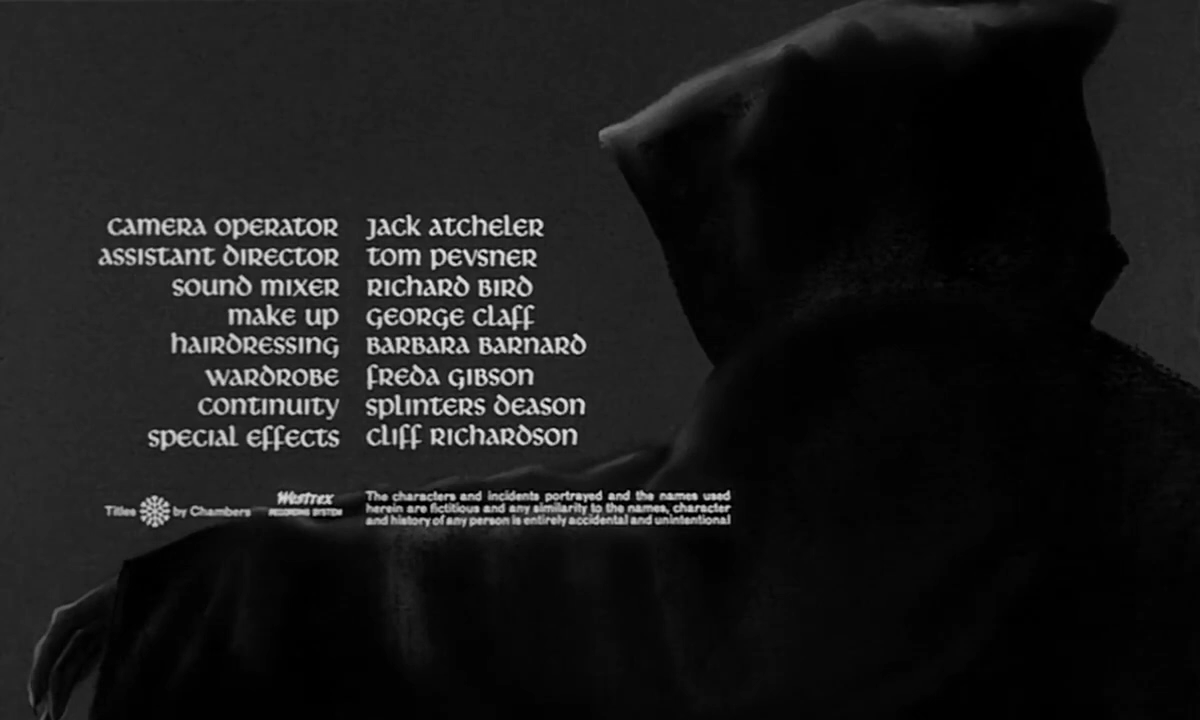 camera operator jack atcheler
assistant director tom pevsner
sound mixer richard bird
make up george claff
hairdressing barbara barnard
wardrobe freda gibson
continuity splinters deason
special effects cliff richardson
Titles by Chambers
Westrex
RECORDING SYSTEM
The characters and incidents portrayed and the names used
herein are fictitious and any similarity to the names, character
and history of any person is entirely accidental and unintentional